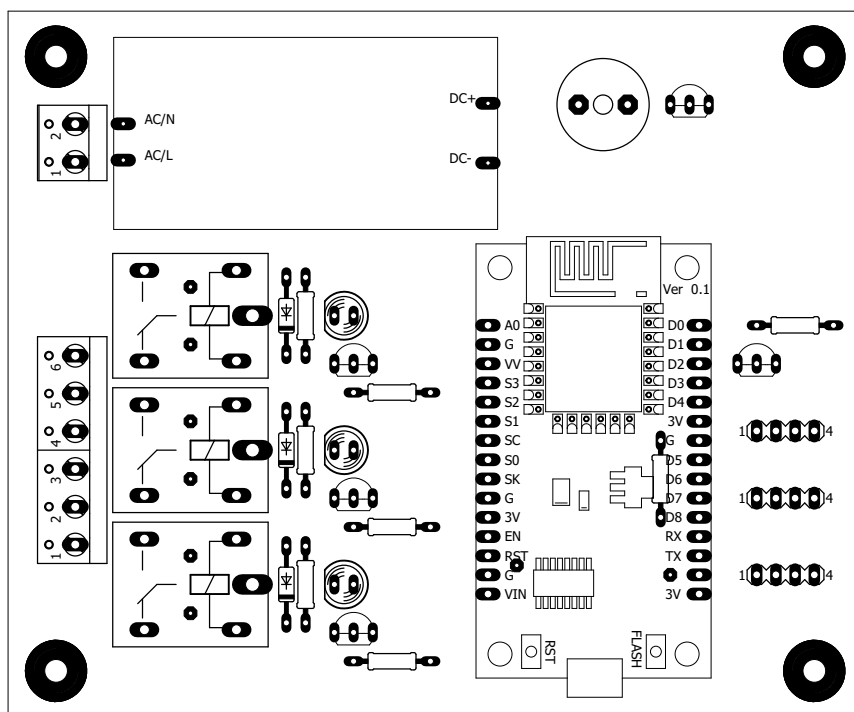 AC/N
AC/L
DC+
DC-
2
1
Ver 0.1
A0
G
VV
S3
S2
S1
SC
S0
SK
G
3V
EN
RST
G
VIN
D0
D1
D2
D3
D4
3V
G
D5
D6
D7
D8
RX
TX
3V
RST
FLASH
6
5
4
3
2
1
1 4
1 4
1 4